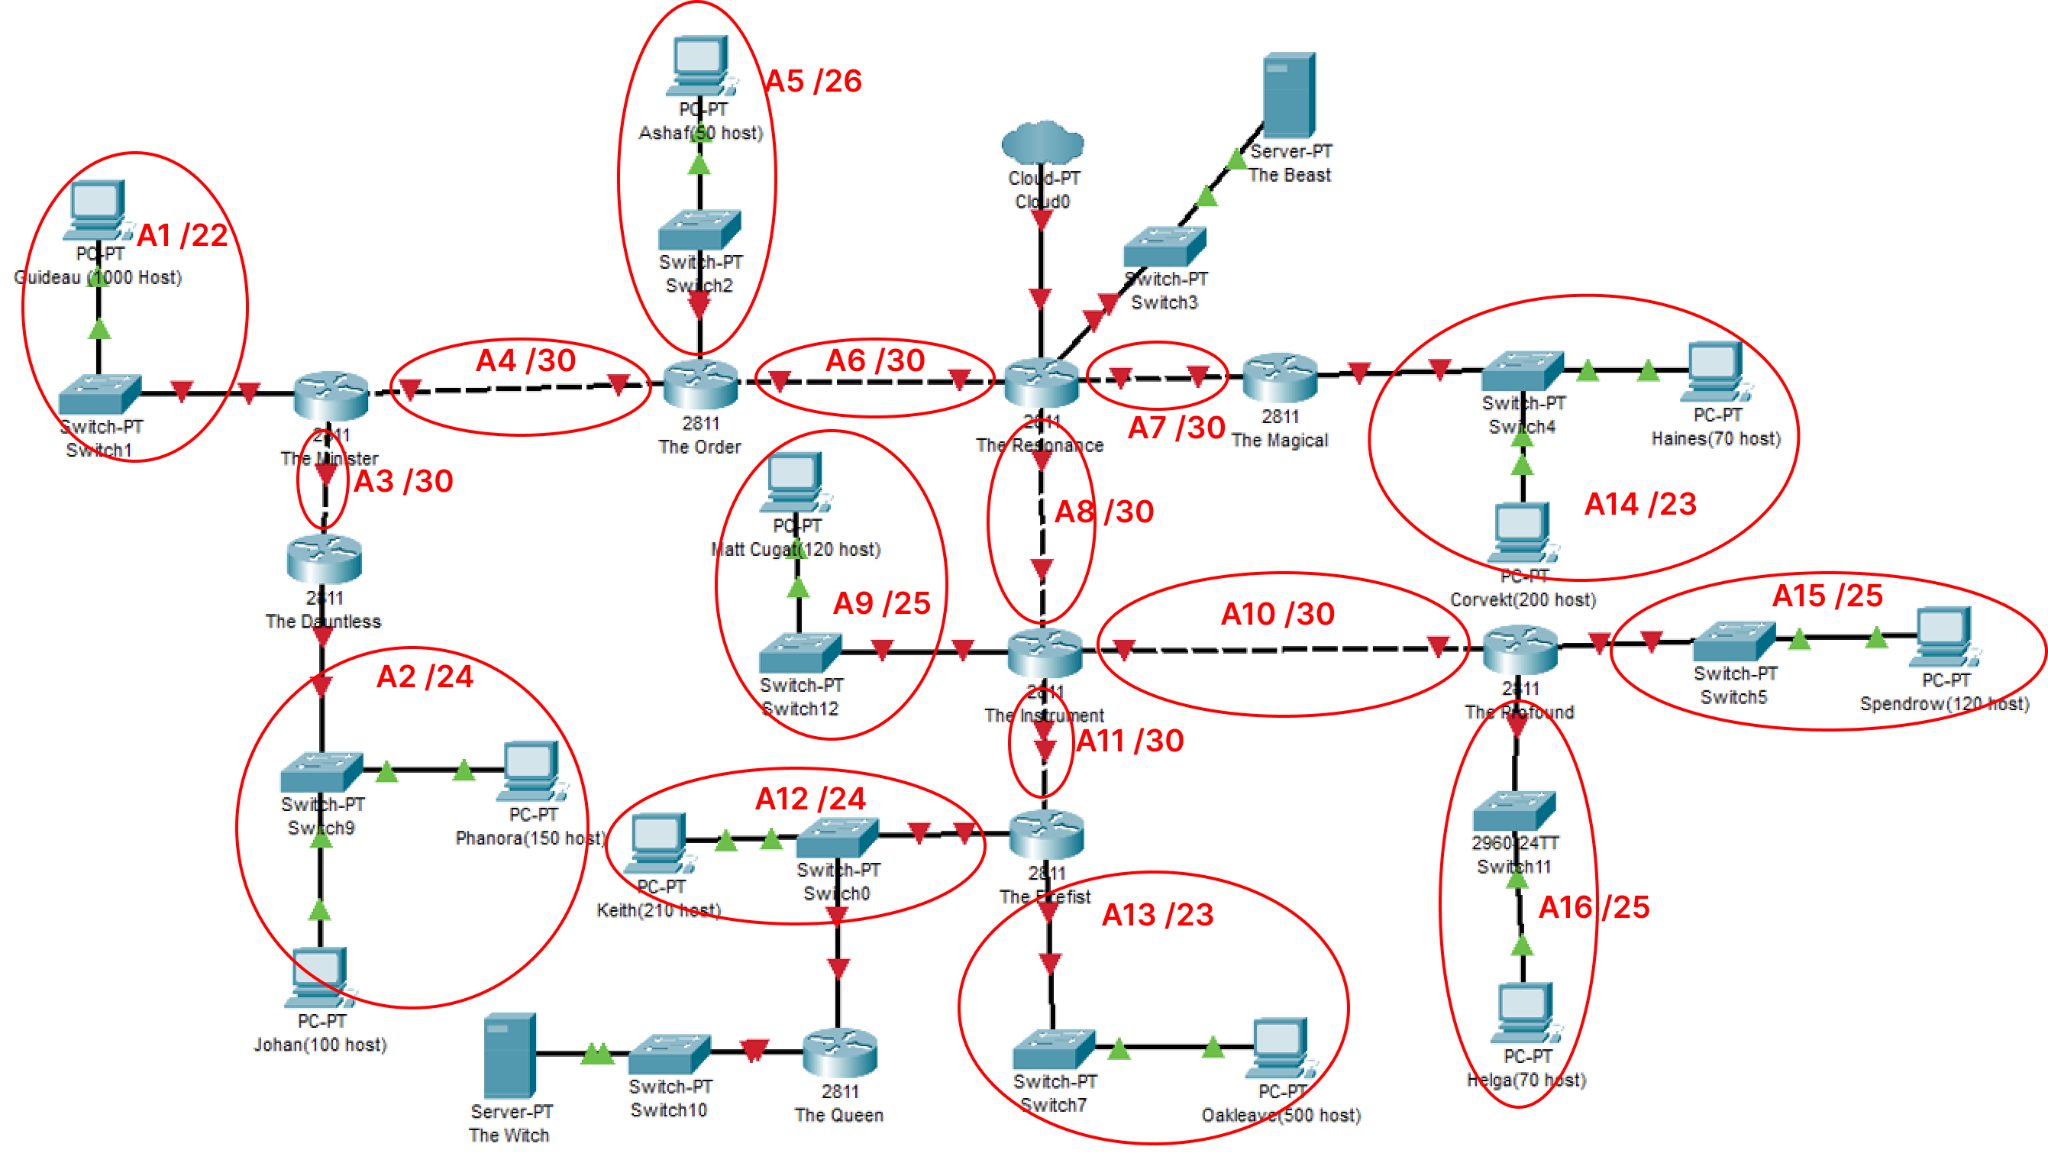 PC-PT
Ashaf(50 host)
A5 /26
Switch-PT
Switch2
Cloud-PT
Cloud0
Server-PT
The Beast
Switch-PT
Switch3
A1 /22
PC-PT
Guideau (1000 Host)
Switch-PT
Switch1
A4 /30
A6 /30
A7 /30
2811
The Minister
2811
The Order
2811
The Resonance
2811
The Magical
Switch-PT
Switch4
PC-PT
Haines(70 host)
A14 /23
PC-PT
Corvekt(200 host)
A3 /30
2811
The Dauntless
PC-PT
Matt Cugat(120 host)
A8 /30
A9 /25
Switch-PT
Switch12
A10 /30
2811
The Instrument
2811
The Profound
A15 /25
Switch-PT
Switch5
PC-PT
Spendrow(120 host)
A2 /24
Switch-PT
Switch9
PC-PT
Phanora(150 host)
PC-PT
Johan(100 host)
A11 /30
A12 /24
PC-PT
Keith(210 host)
Switch-PT
Switch0
2811
The Firefist
A13 /23
2960-24TT
Switch11
A16 /25
PC-PT
Helga(70 host)
Server-PT
The Witch
Switch-PT
Switch10
2811
The Queen
Switch-PT
Switch7
PC-PT
Oakleave(500 host)